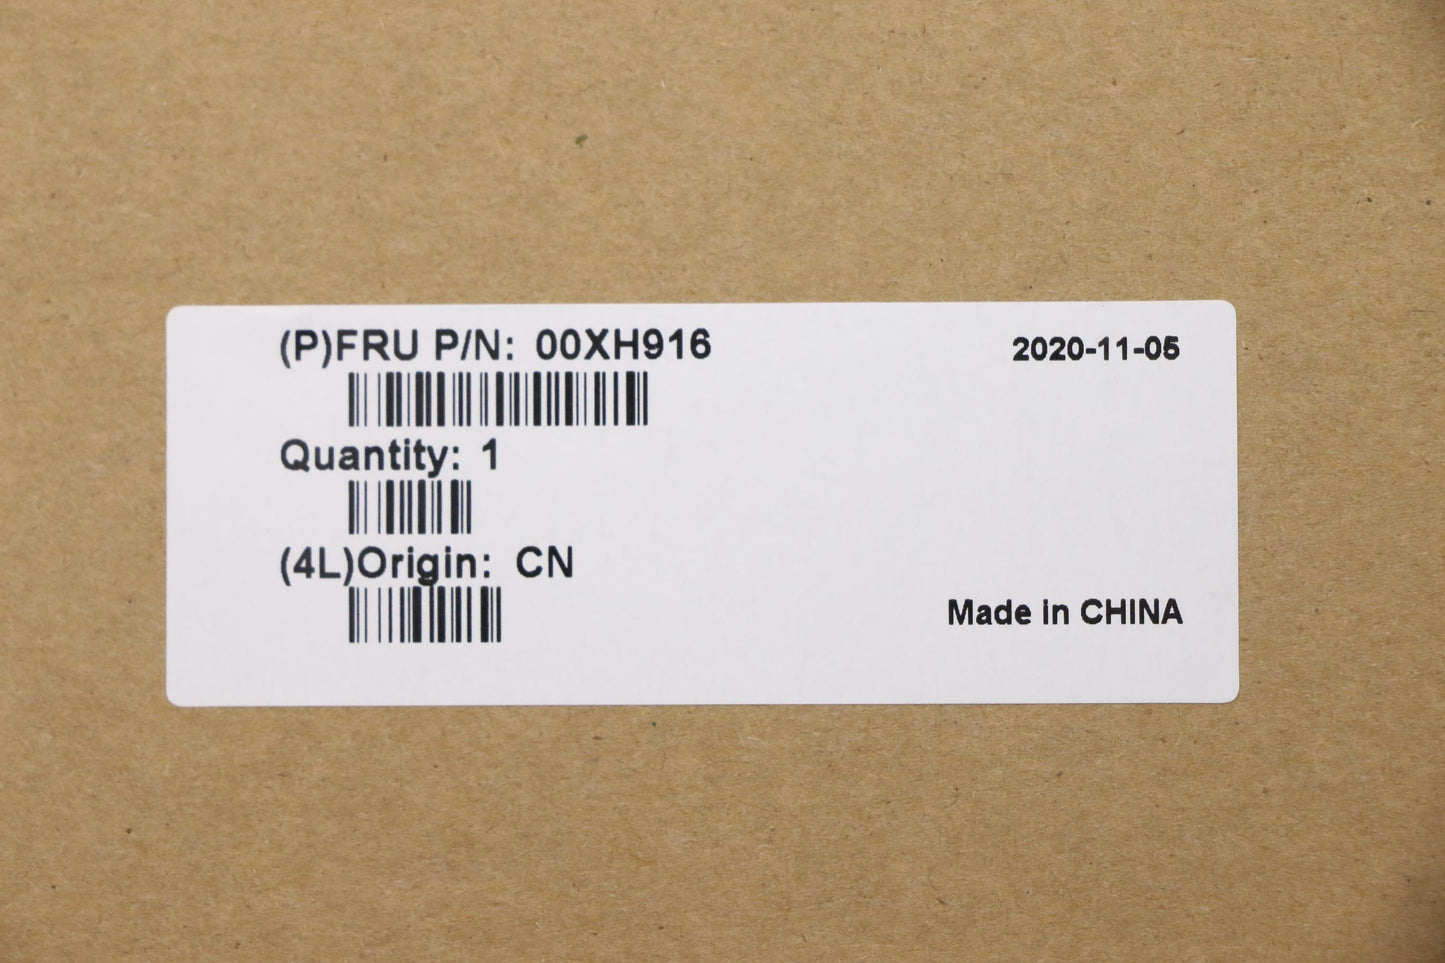 (P)FRU P/N: 00XH916
2020-11-05
Quantity: 1
(4L)Origin: CN
Made in CHINA